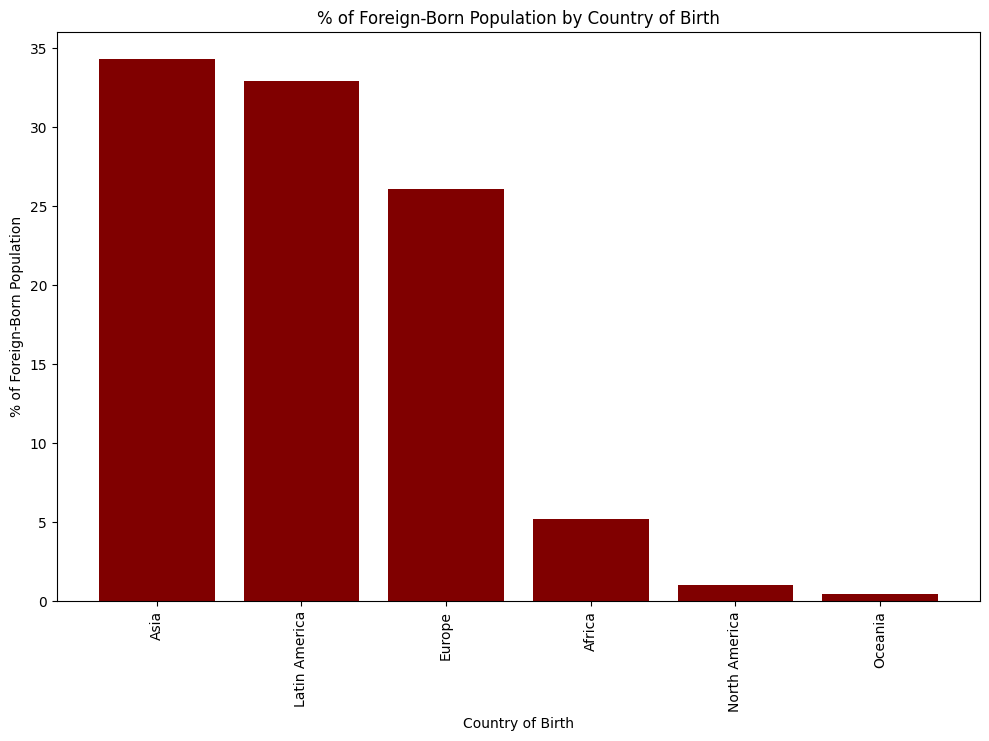 % of Foreign-Born Population by Country of Birth
% of Foreign-Born Population
35
30
25
20
15
10
5
0
Asia
Latin America
Europe
Africa
North America
Oceania
Country of Birth